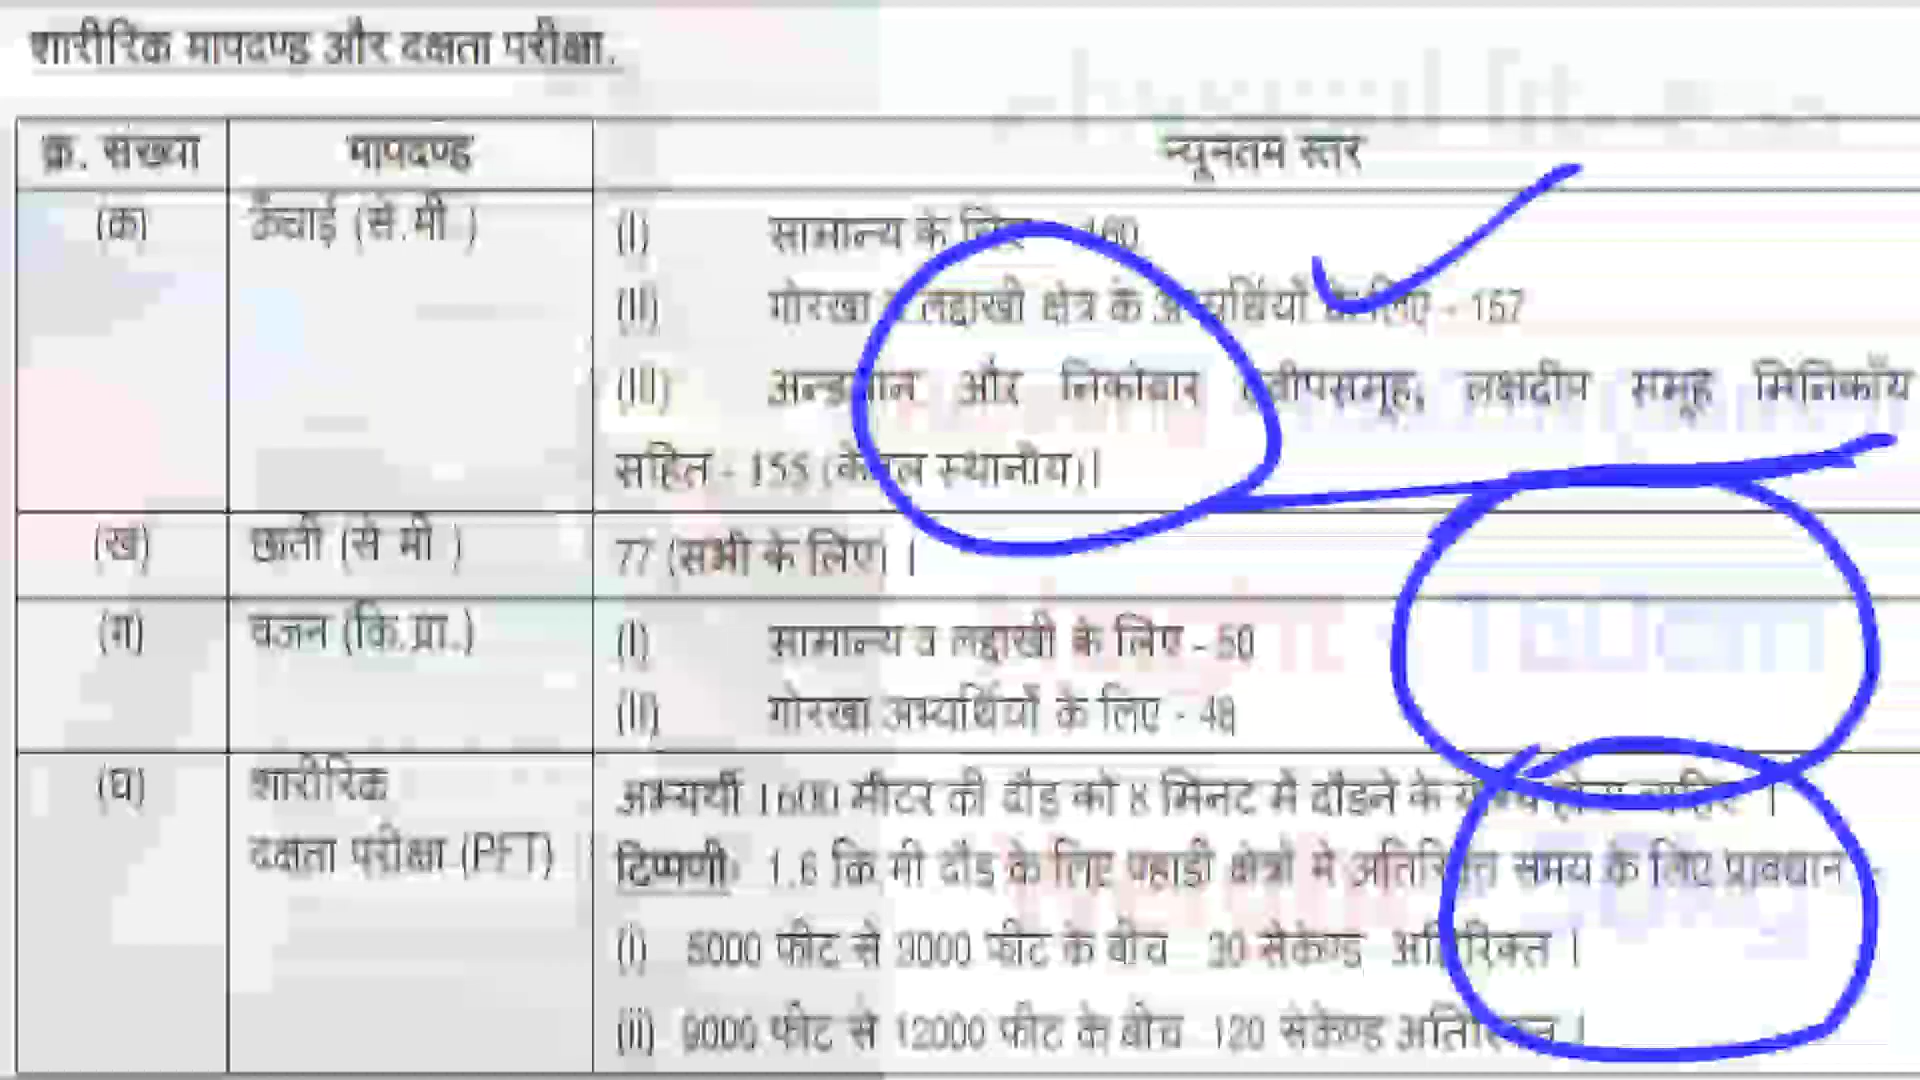 शारीरिक मापदण्ड और दक्षता परीक्षा.
क्र. संख्या मापदण्ड न्यूनतम स्तर
(क) ऊँचाई (से.मी.) (I) सामान्य के लिए - 160
(II) गोरखा व लद्दाखी क्षेत्र के अभ्यर्थियों के लिए - 157
(III) अन्डमान और निकोबार द्वीपसमूह, लक्षदीप समूह मिनिकॉय
सहित - 155 (केवल स्थानीय)।
(ख) छाती (से मी ) 77 (सभी के लिए) ।
(ग) वजन (कि.ग्रा.) (I) सामान्य व लद्दाखी के लिए - 50
(II) गोरखा अभ्यर्थियों के लिए - 48
(घ) शारीरिक अभ्यर्थी 1600 मीटर की दौड़ को 8 मिनट में दौडने के
दक्षता परीक्षा (PFT) टिप्पणी: 1.6 कि.मी दौड़ के लिए पहाड़ी क्षेत्रों मे अतिरिक्त समय के लिए प्रावधान -
(i) 5000 फीट से 9000 फीट के बीच 30 सेकेण्ड अतिरिक्त ।
(ii) 9000 फीट से 12000 फीट के बीच 120 सेकेण्ड अतिरिक्त ।